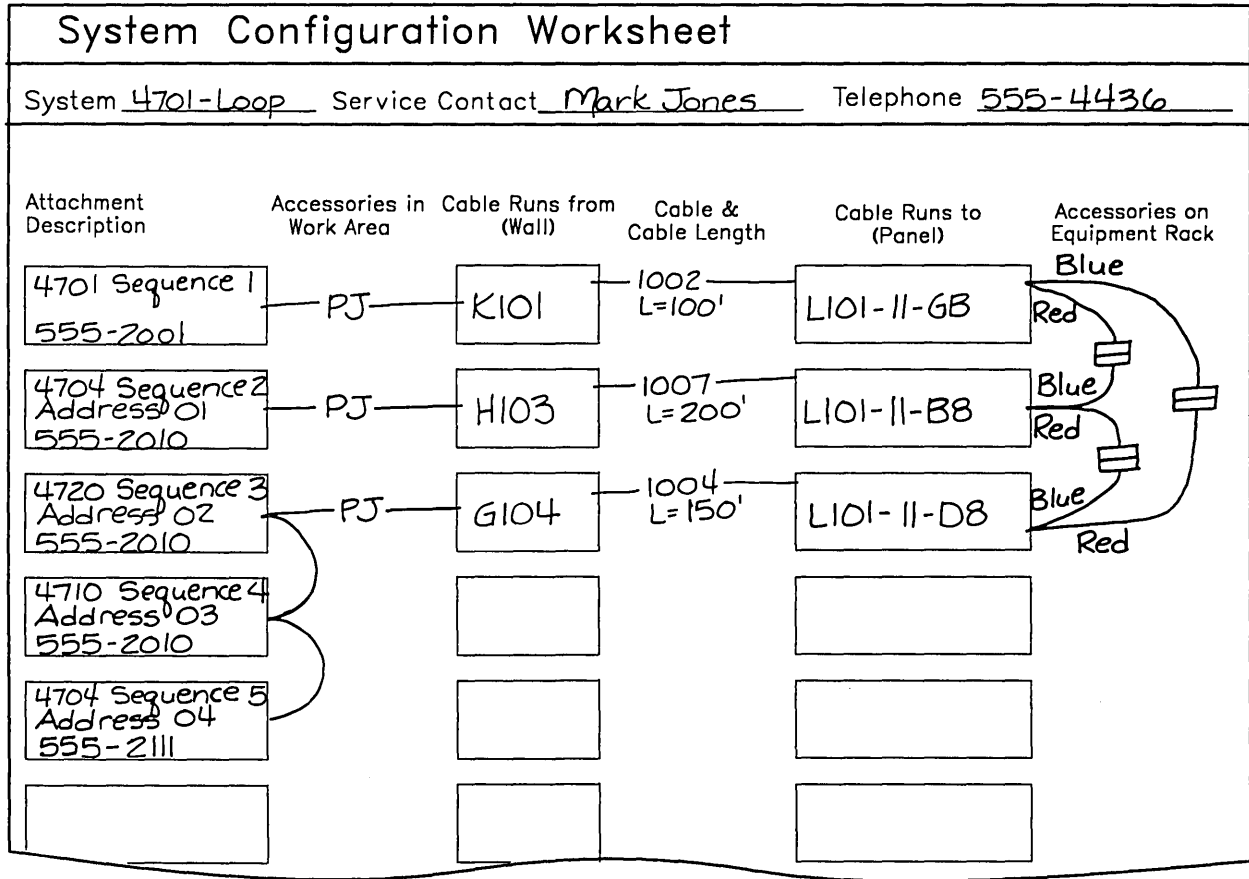 System Configuration Worksheet
System 4701-Loop Service Contact Mark Jones Telephone 555-4436
Attachment Description
Accessories in Work Area
Cable Runs from (Wall)
Cable & Cable Length
Cable Runs to (Panel)
Accessories on Equipment Rack
4701 Sequence 1
555-2001
PJ
K101
1002
L=100'
L101-11-GB
Blue
Red
4704 Sequence 2
Address 01
555-2010
PJ
H103
1007
L=200'
L101-11-B8
Blue
Red
4720 Sequence 3
Address 02
555-2010
PJ
G104
1004
L=150'
L101-11-D8
Blue
Red
4710 Sequence 4
Address 03
555-2010
4704 Sequence 5
Address 04
555-2111